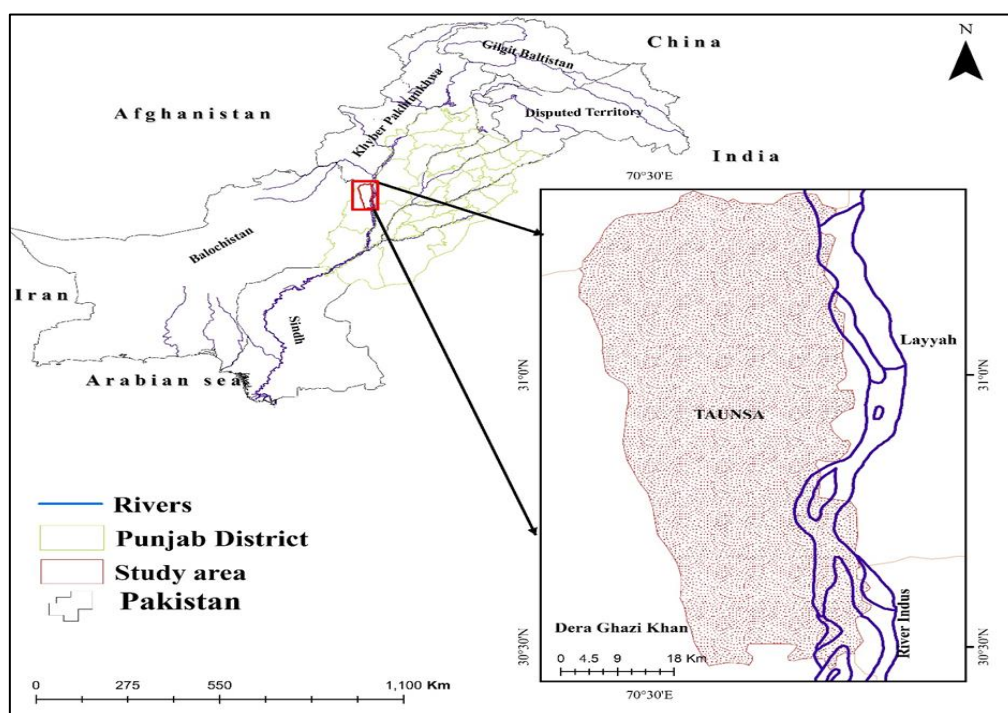 N
China
Gilgit Baltistan
Afghanistan
Khyber Pakhtunkhwa
Disputed Territory
India
70°30'E
Balochistan
Iran
Sindh
Arabian sea
Layyah
31°0'N
31°0'N
TAUNSA
Rivers
Punjab District
Study area
Pakistan
River Indus
Dera Ghazi Khan
30°30'N
30°30'N
0 4.5 9 18 Km
0 275 550 1,100 Km
70°30'E